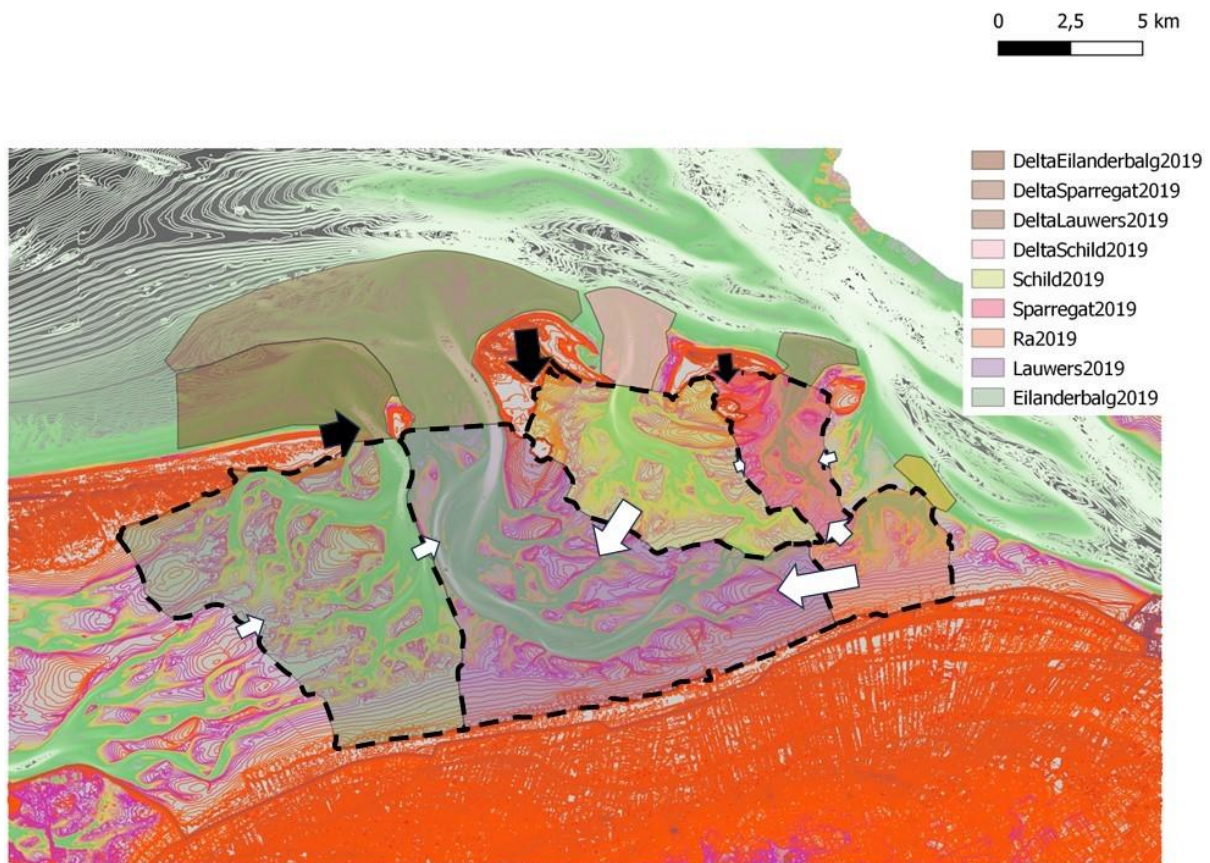 0 2,5 5 km
DeltaEilanderbalg2019
DeltaSparregat2019
DeltaLauwers2019
DeltaSchild2019
Schild2019
Sparregat2019
Ra2019
Lauwers2019
Eilanderbalg2019